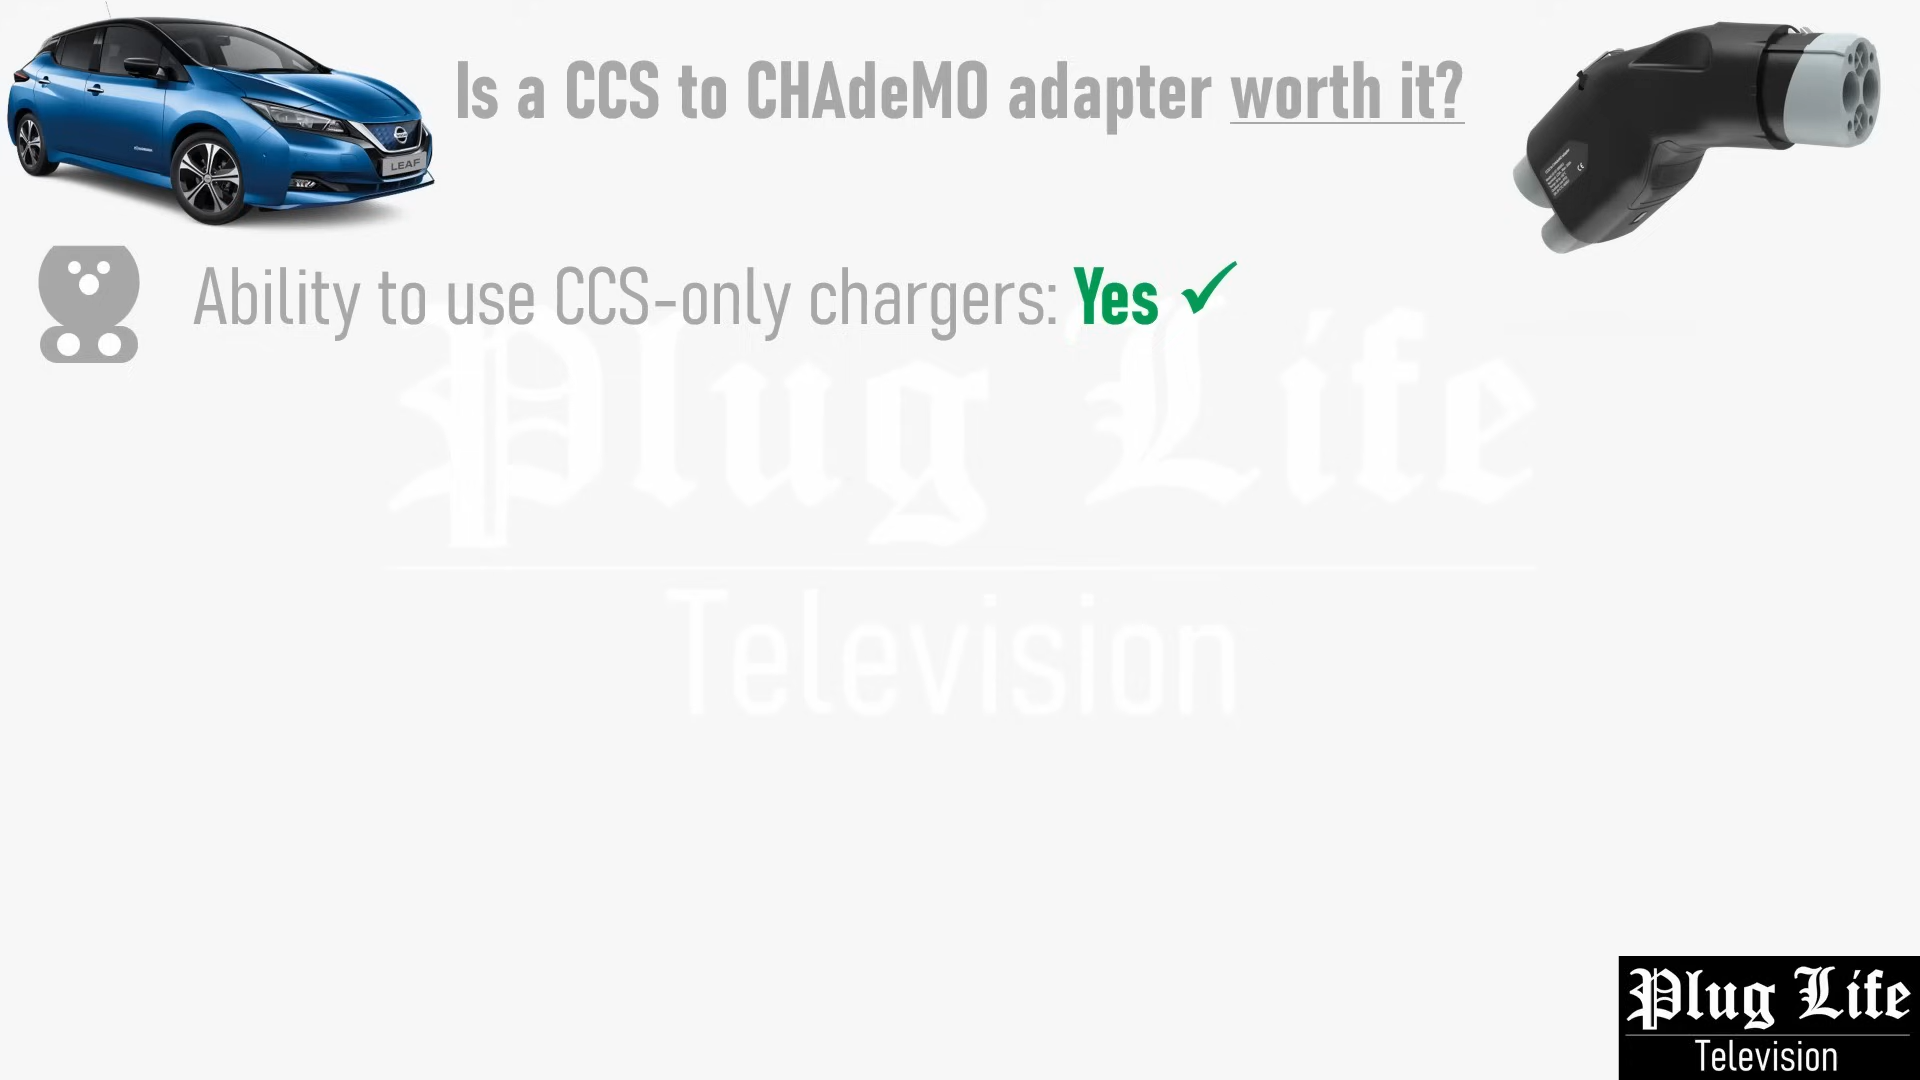 Is a CCS to CHAdeMO adapter worth it?
LEAF
Ability to use CCS-only chargers: Yes ✓
Plug Life
Television
Plug Life
Television